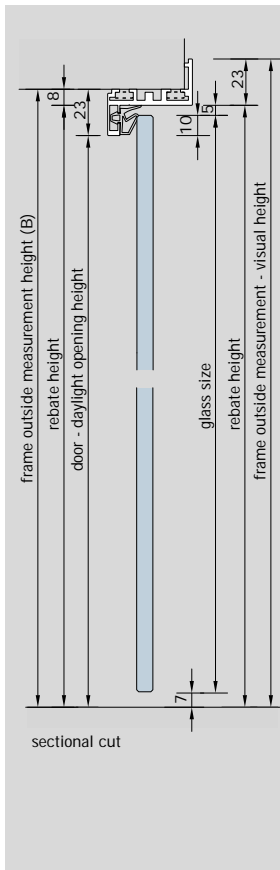 23
8
23
5
10
frame outside measurement height (B)
rebate height
door - daylight opening height
glass size
rebate height
frame outside measurement - visual height
7
sectional cut